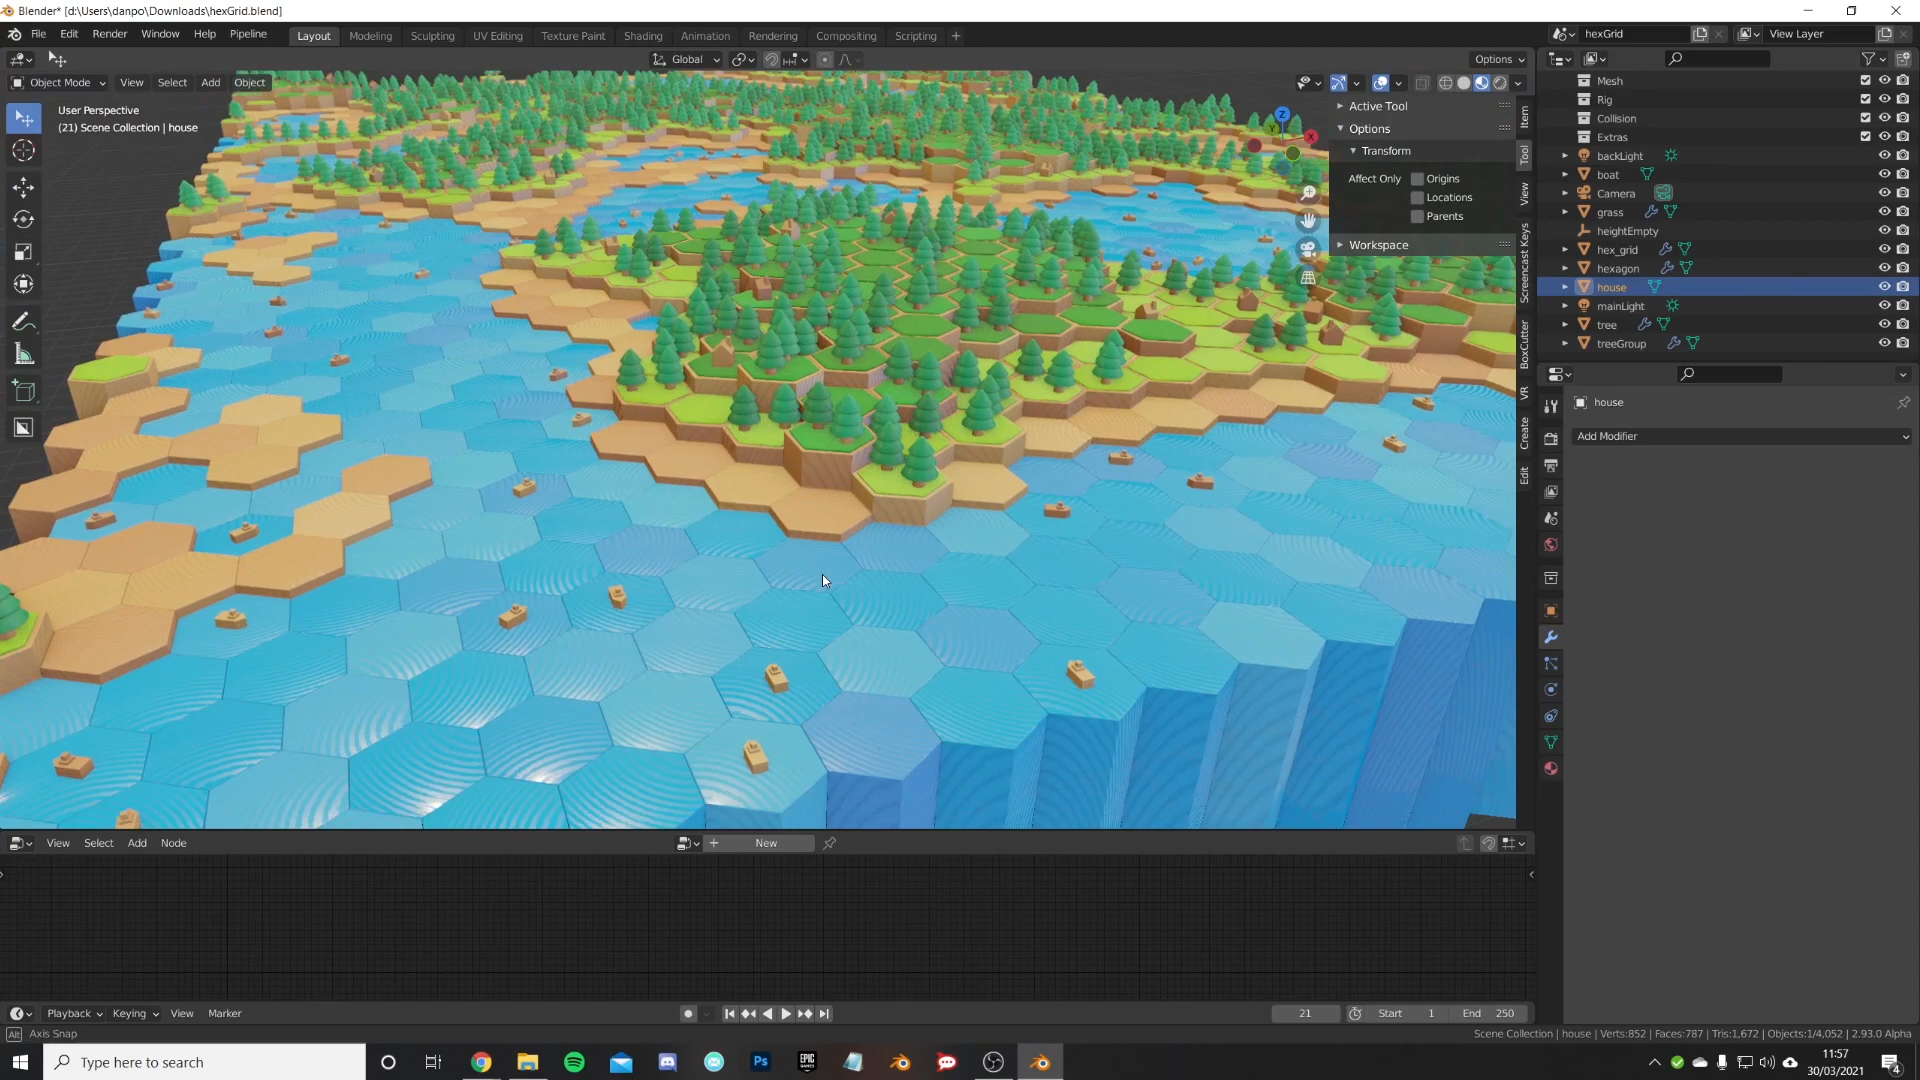 Blender* [d:\Users\danpo\Downloads\hexGrid.blend]
File Edit Render Window Help Pipeline Layout Modeling Sculpting UV Editing Texture Paint Shading Animation Rendering Compositing Scripting + hexGrid View Layer
Global Options
Object Mode View Select Add Object
User Perspective
(21) Scene Collection | house
Active Tool
Options
Transform
Affect Only Origins
Locations
Parents
Workspace
Item
Tool
View
Screencast Keys
BoxCutter
VR
Create
Edit
Z
Y
X
Mesh
Rig
Collision
Extras
backLight
boat
Camera
grass
heightEmpty
hex_grid
hexagon
house
mainLight
tree
treeGroup
house
Add Modifier
View Select Add Node + New
Playback Keying View Marker 21 Start 1 End 250
Alt Axis Snap Scene Collection | house | Verts:852 | Faces:787 | Tris:1,672 | Objects:1/4,052 | 2.93.0 Alpha
Type here to search
Ps
EPIC GAMES
11:57
30/03/2021
4